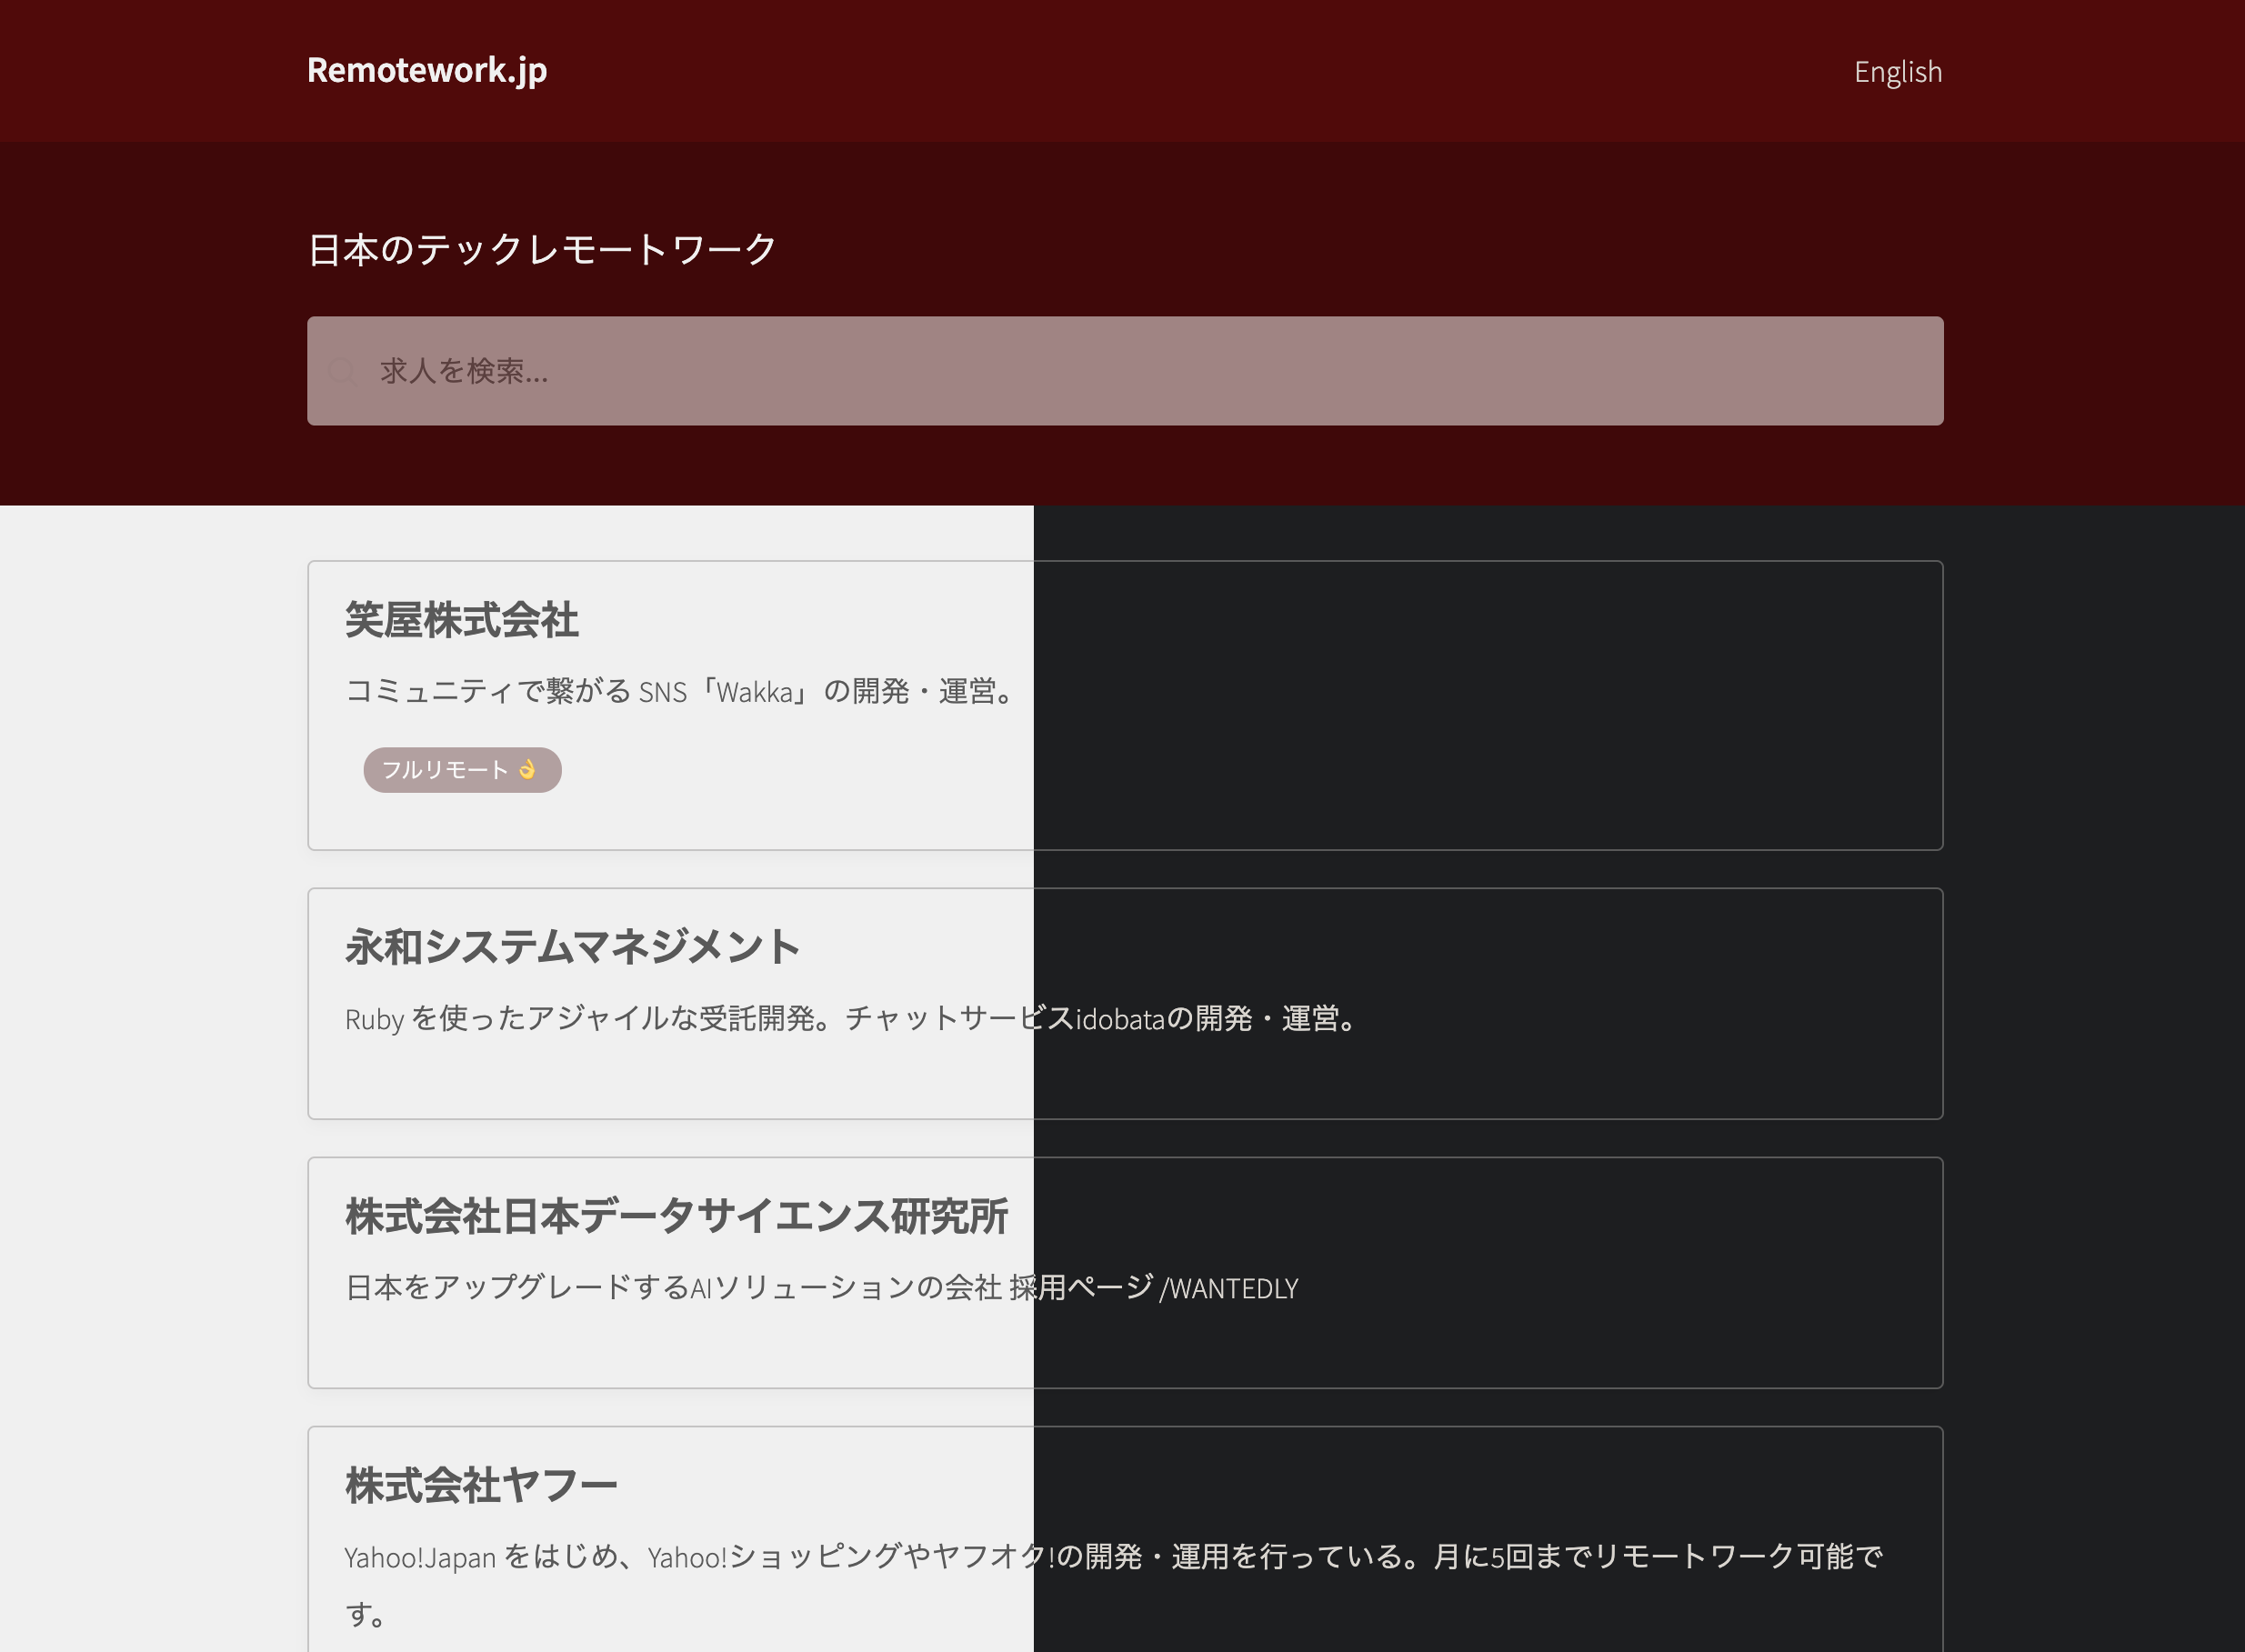 Remotework.jp
English
日本のテックレモートワーク
求人を検索...
笑屋株式会社
コミュニティで繋がる SNS「Wakka」の開発・運営。
フルリモート 👌
永和システムマネジメント
Ruby を使ったアジャイルな受託開発。チャットサービスidobataの開発・運営。
株式会社日本データサイエンス研究所
日本をアップグレードするAIソリューションの会社 採用ページ /WANTEDLY
株式会社ヤフー
Yahoo!Japan をはじめ、Yahoo!ショッピングやヤフオク!の開発・運用を行っている。月に5回までリモートワーク可能で
す。